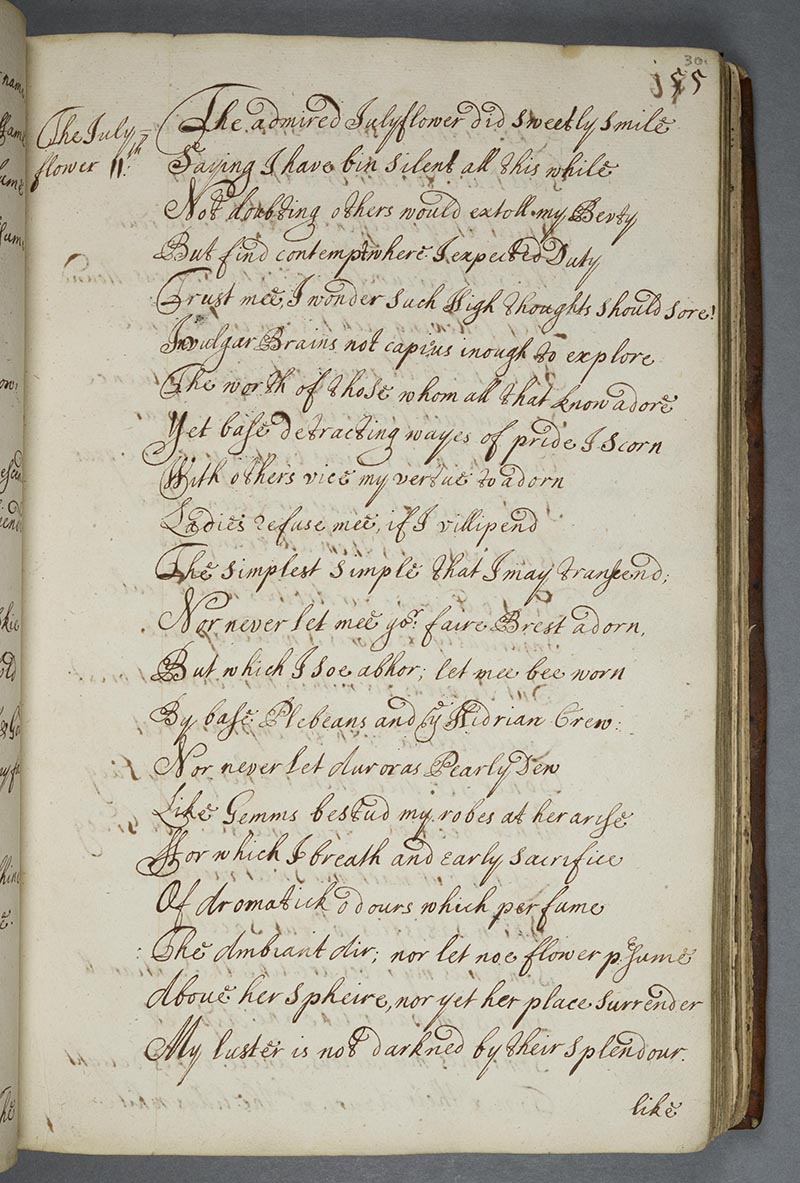 30
155
The July=
flower 11th:
The admired Julyflower did sweetly smile
Saying I have bin silent all this while
Not doubting others would extoll my Bevty
But find contempt where I expected Duty
Trust mee, I wonder such High thoughts should sore!
In vulgar Brains not capi'us inough to explore
The worth of those whom all that know adore
Yet base detracting wayes of pride I scorn
With others vice my vertue to adorn
Ladies refuse mee, if I villipend
The simplest simple that I may transcend;
Nor never let mee yor: faire Brest adorn,
But which I soe abhor; let mee bee worn
By base Plebeans and by Hidrian Crew:
Nor never let Auroras Pearly Dew
Like Gemms bestud my robes at her arise
For which I breath and early sacrifice
Of Aromatick odours which perfume
The Ambiant Air; nor let noe flower p:sume
Above her spheire, nor yet her place surrender
My luster is not darkned by their splendour.
like